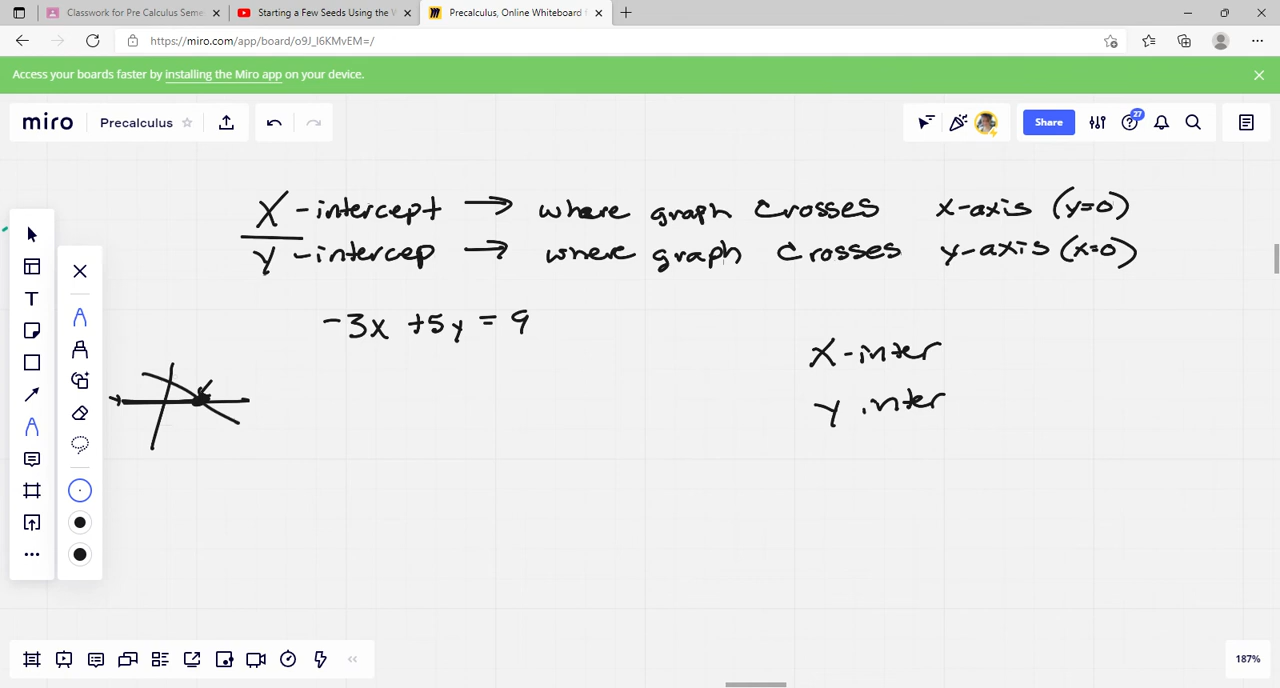 Classwork for Pre Calculus Seme
Starting a Few Seeds Using the W
Precalculus, Online Whiteboard
https://miro.com/app/board/o9J_l6KMvEM=/
Access your boards faster by installing the Miro app on your device.
miro Precalculus Share 27
X-intercept → where graph crosses x-axis (y=0)
Y-intercep → where graph crosses y-axis (x=0)
-3x +5y = 9
X-inter
y inter
187%